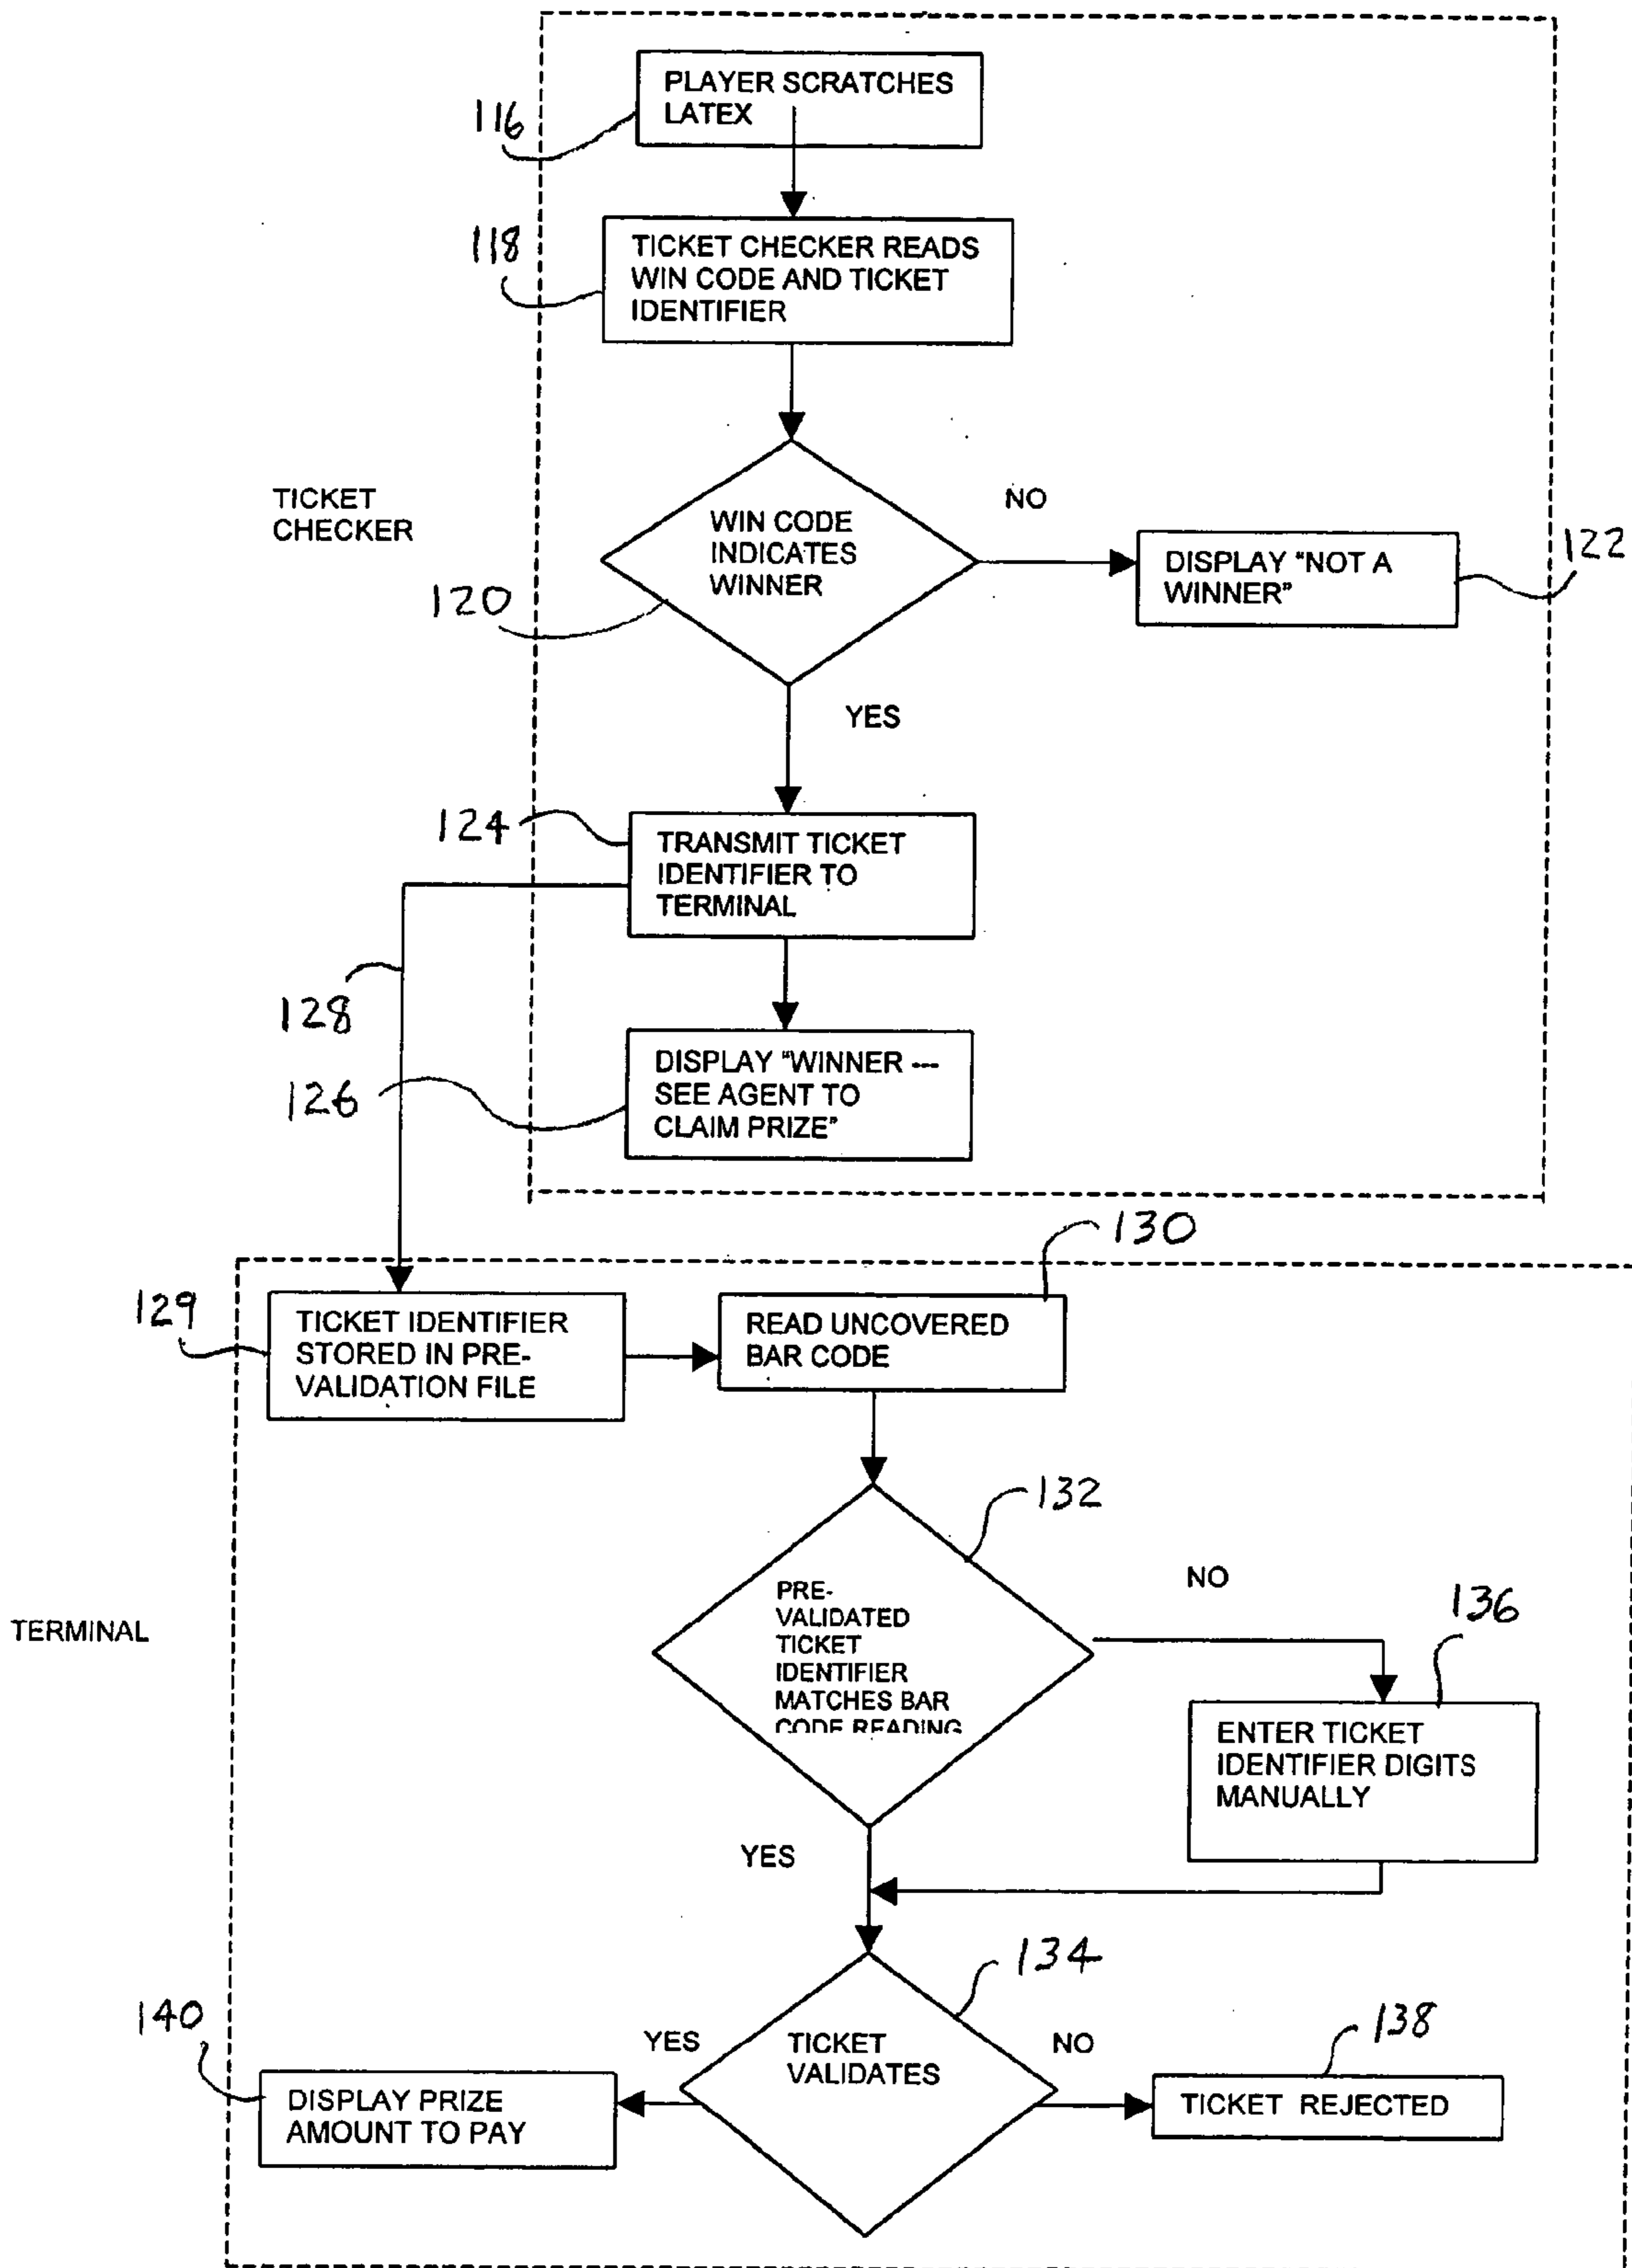 PLAYER SCRATCHES
LATEX
116
118
TICKET CHECKER READS
WIN CODE AND TICKET
IDENTIFIER
TICKET
CHECKER
WIN CODE
INDICATES
WINNER
NO
120
DISPLAY "NOT A
WINNER"
122
YES
124
TRANSMIT TICKET
IDENTIFIER TO
TERMINAL
128
126
DISPLAY "WINNER ---
SEE AGENT TO
CLAIM PRIZE"
130
129
TICKET IDENTIFIER
STORED IN PRE-
VALIDATION FILE
READ UNCOVERED
BAR CODE
132
TERMINAL
PRE-
VALIDATED
TICKET
IDENTIFIER
MATCHES BAR
CODE READING
NO
136
ENTER TICKET
IDENTIFIER DIGITS
MANUALLY
YES
134
140
YES
TICKET
VALIDATES
NO
138
DISPLAY PRIZE
AMOUNT TO PAY
TICKET REJECTED